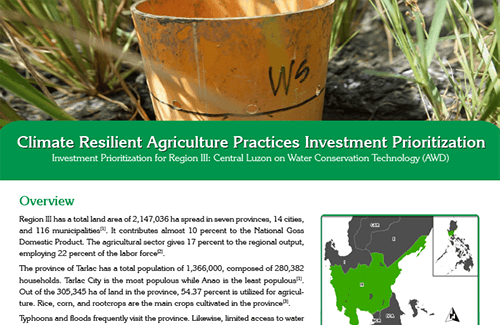 WS
Climate Resilient Agriculture Practices Investment Prioritization
Investment Prioritization for Region III: Central Luzon on Water Conservation Technology (AWD)
Overview
Region III has a total land area of 2,147,036 ha spread in seven provinces, 14 cities,
and 116 municipalities[1]. It contributes almost 10 percent to the National Goss
Domestic Product. The agricultural sector gives 17 percent to the regional output,
employing 22 percent of the labor force[2].
The province of Tarlac has a total population of 1,366,000, composed of 280,382
households. Tarlac City is the most populous while Anao is the least populous[1].
Out of the 305,345 ha of land in the province, 54.37 percent is utilized for agricul-
ture. Rice, corn, and rootcrops are the main crops cultivated in the province[3].
Typhoons and floods frequently visit the province. Likewise, limited access to water
CAR
I